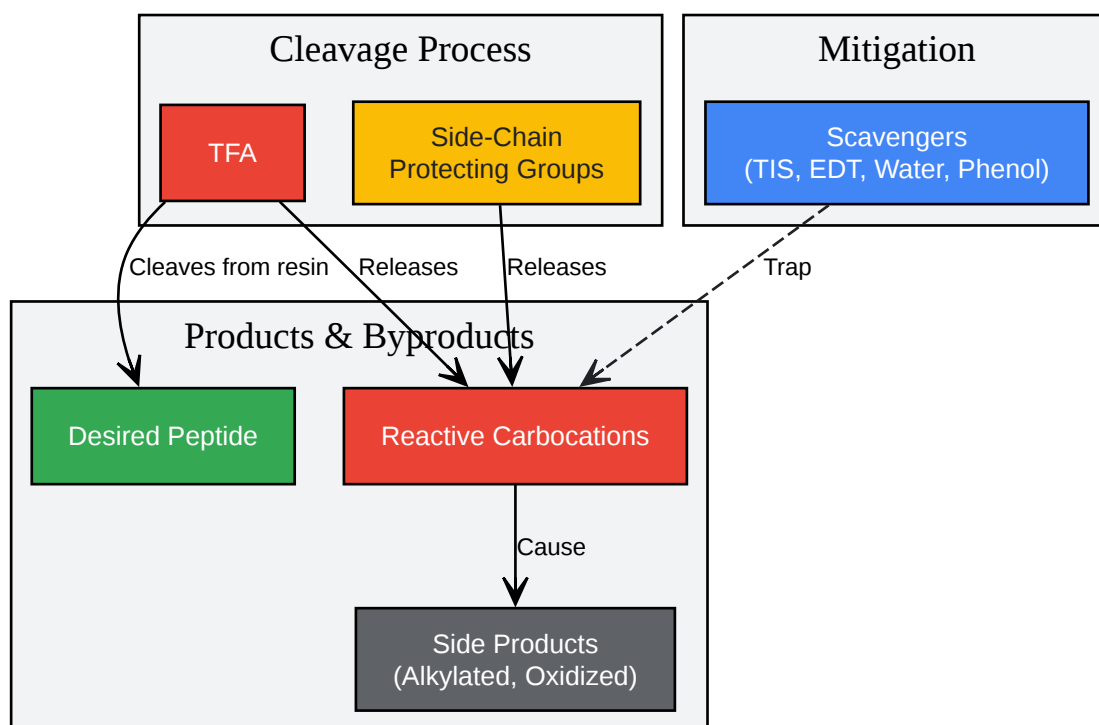 Cleavage Process
Mitigation
TFA
Side-Chain
Protecting Groups
Scavengers
(TIS, EDT, Water, Phenol)
Cleaves from resin
Releases
Releases
Trap
Products & Byproducts
Desired Peptide
Reactive Carbocations
Cause
Side Products
(Alkylated, Oxidized)